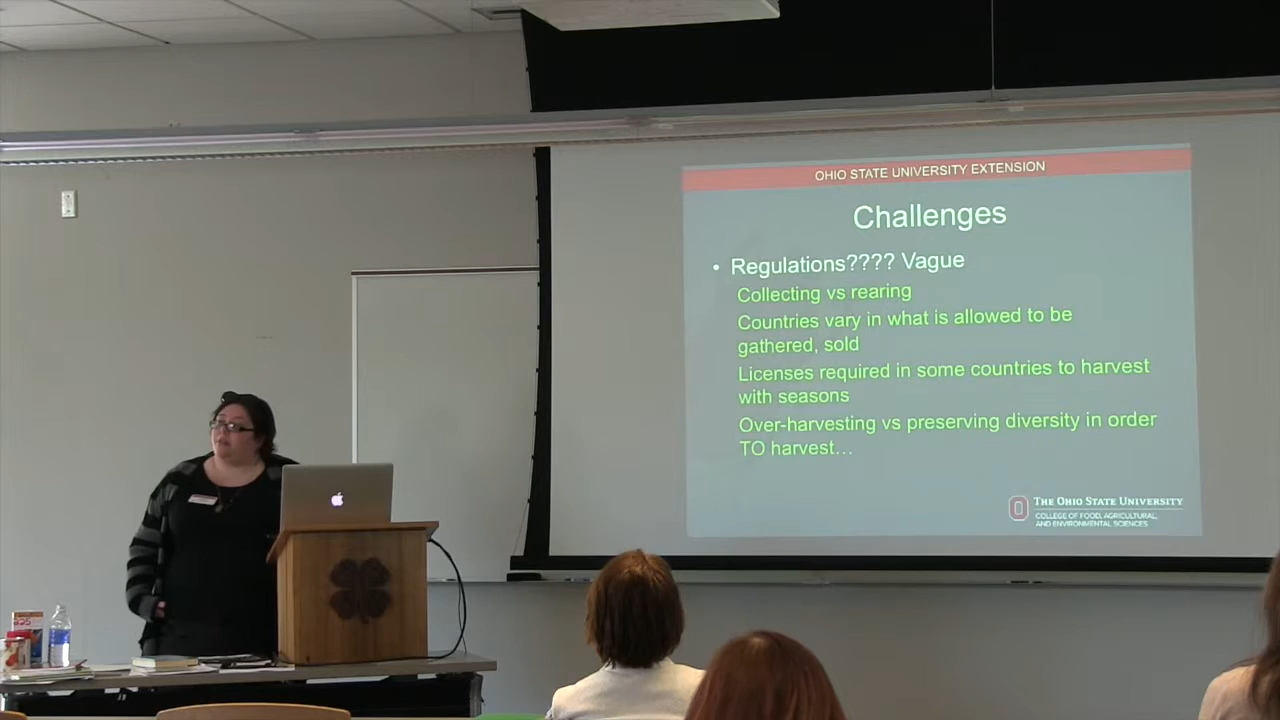 OHIO STATE UNIVERSITY EXTENSION
Challenges
• Regulations???? Vague
Collecting vs rearing
Countries vary in what is allowed to be
gathered, sold
Licenses required in some countries to harvest
with seasons
Over-harvesting vs preserving diversity in order
TO harvest…
THE OHIO STATE UNIVERSITY
COLLEGE OF FOOD, AGRICULTURAL,
AND ENVIRONMENTAL SCIENCES